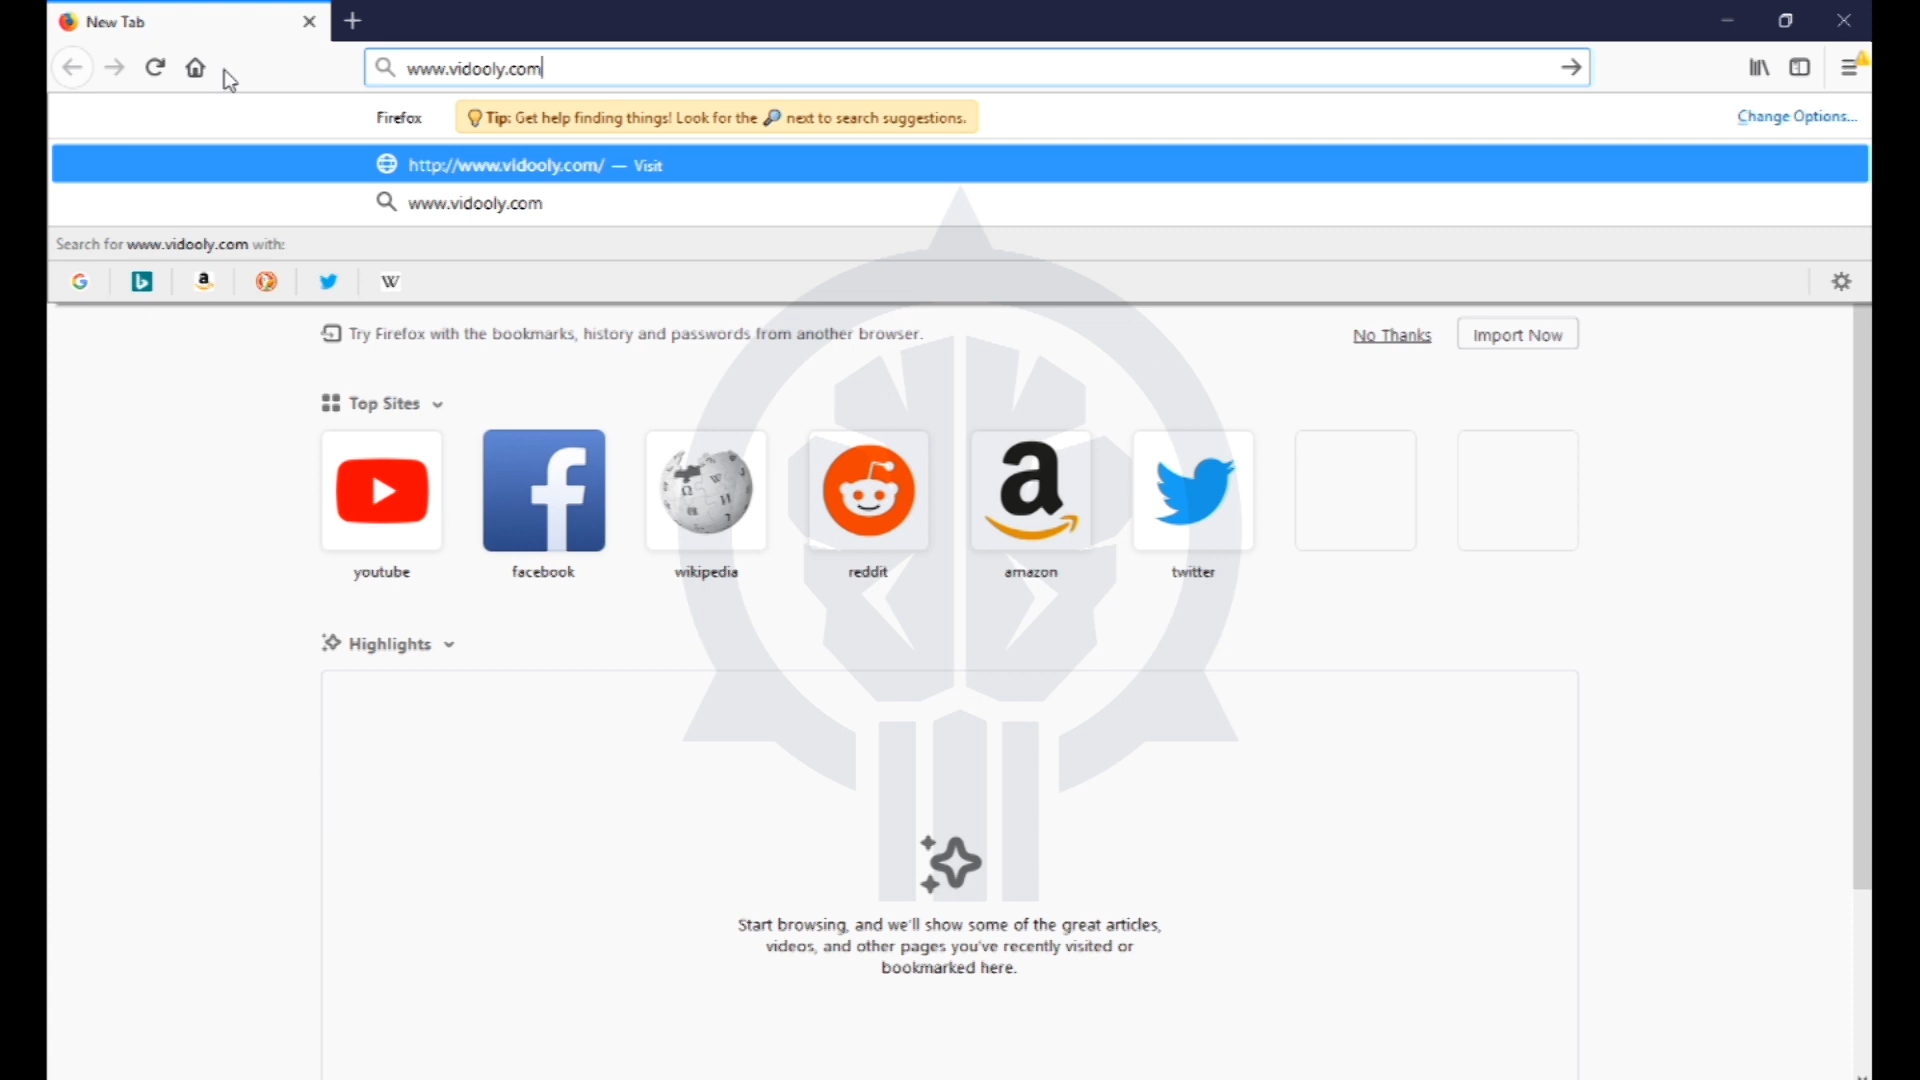 New Tab
www.vidooly.com
Firefox
Tip: Get help finding things! Look for the 🔎 next to search suggestions.
Change Options...
http://www.vidooly.com/ — Visit
www.vidooly.com
Search for www.vidooly.com with:
Try Firefox with the bookmarks, history and passwords from another browser.
No Thanks
Import Now
Top Sites
youtube
facebook
wikipedia
reddit
amazon
twitter
Highlights
Start browsing, and we'll show some of the great articles,
videos, and other pages you've recently visited or
bookmarked here.